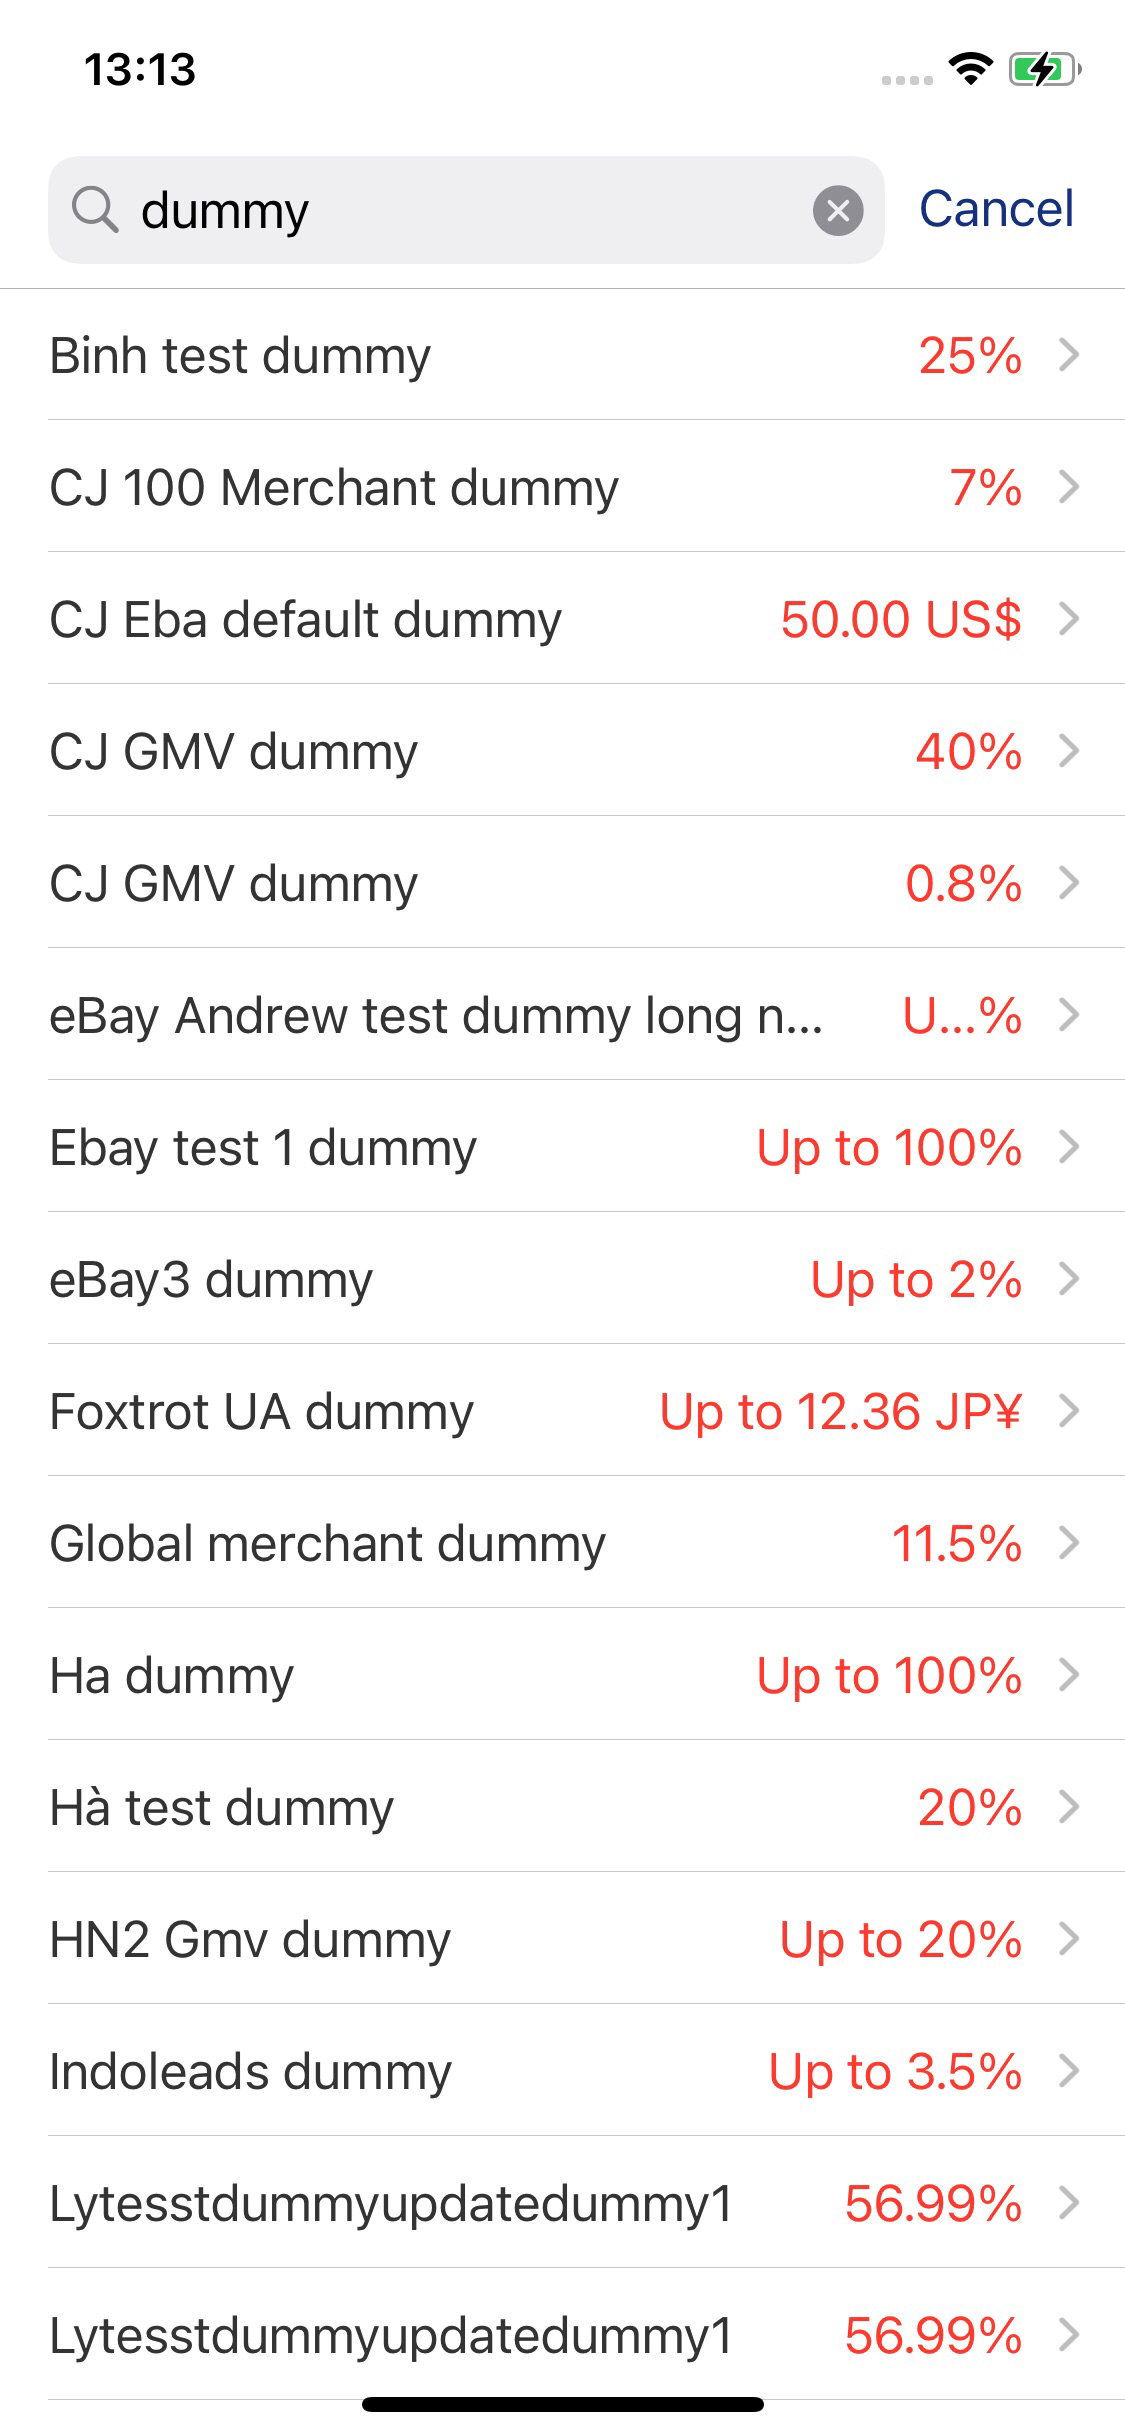 13:13
dummy
Cancel
Binh test dummy 25%
CJ 100 Merchant dummy 7%
CJ Eba default dummy 50.00 US$
CJ GMV dummy 40%
CJ GMV dummy 0.8%
eBay Andrew test dummy long n... U...%
Ebay test 1 dummy Up to 100%
eBay3 dummy Up to 2%
Foxtrot UA dummy Up to 12.36 JP¥
Global merchant dummy 11.5%
Ha dummy Up to 100%
Hà test dummy 20%
HN2 Gmv dummy Up to 20%
Indoleads dummy Up to 3.5%
Lytesstdummyupdatedummy1 56.99%
Lytesstdummyupdatedummy1 56.99%